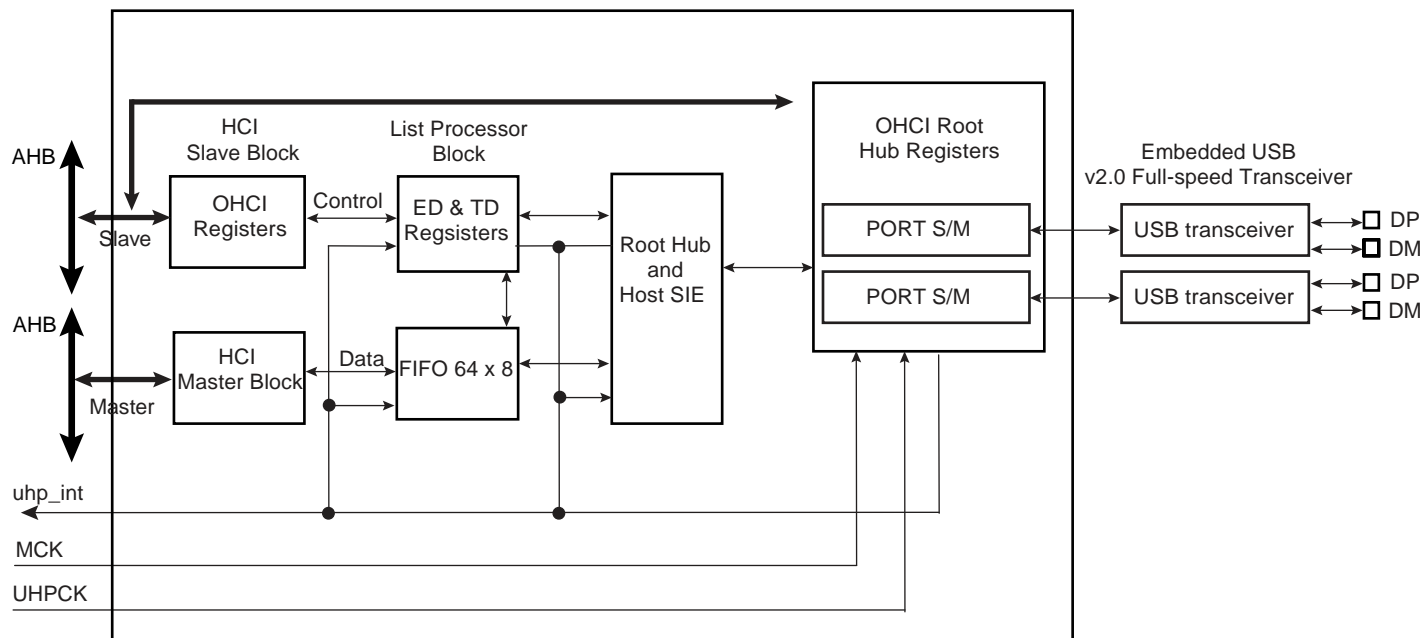 HCI
Slave Block
List Processor
Block
AHB
OHCI
Registers
Control
ED & TD
Regsisters
Slave
Root Hub
and
Host SIE
OHCI Root
Hub Registers
PORT S/M
PORT S/M
Embedded USB
v2.0 Full-speed Transceiver
USB transceiver
DP
DM
USB transceiver
DP
DM
AHB
HCI
Master Block
Data
FIFO 64 x 8
Master
uhp_int
MCK
UHPCK